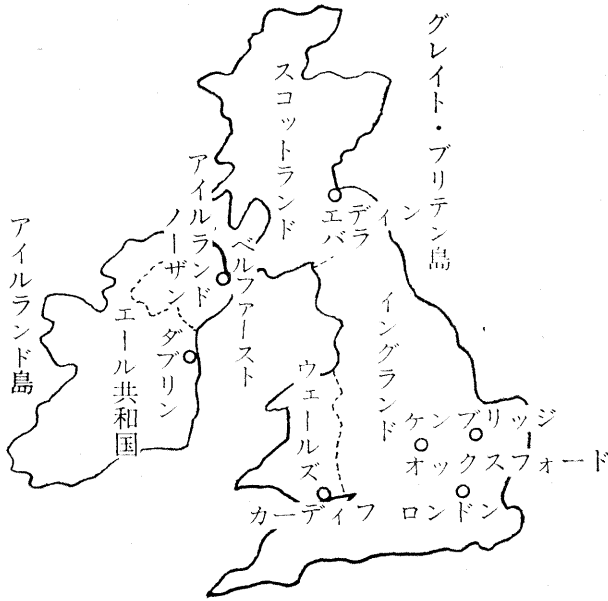 グレイト・ブリテン島
スコットランド
エディン
バラ
ノーザン
アイルランド
ベルファースト
アイルランド島
エール共和国
ダブリン
イングランド
ウェールズ
ケンブリッジ
オックスフォード
カーディフ
ロンドン